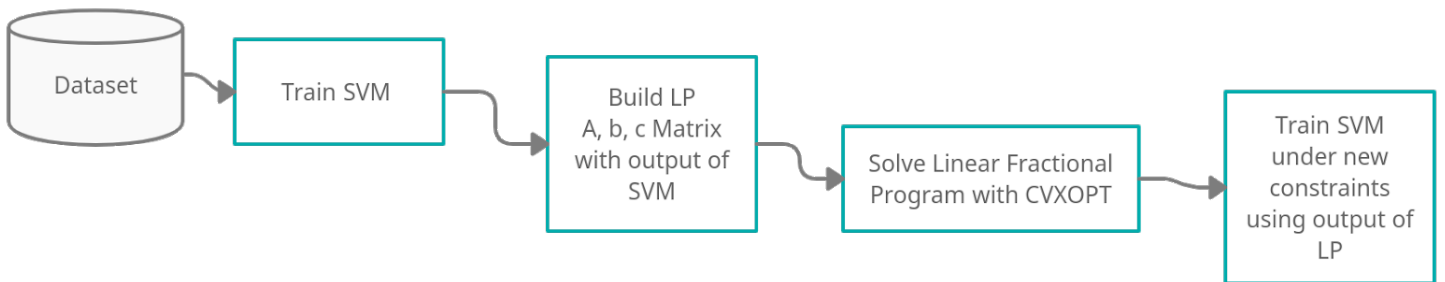 Dataset
Train SVM
Build LP
A, b, c Matrix
with output of
SVM
Solve Linear Fractional
Program with CVXOPT
Train SVM
under new
constraints
using output of
LP